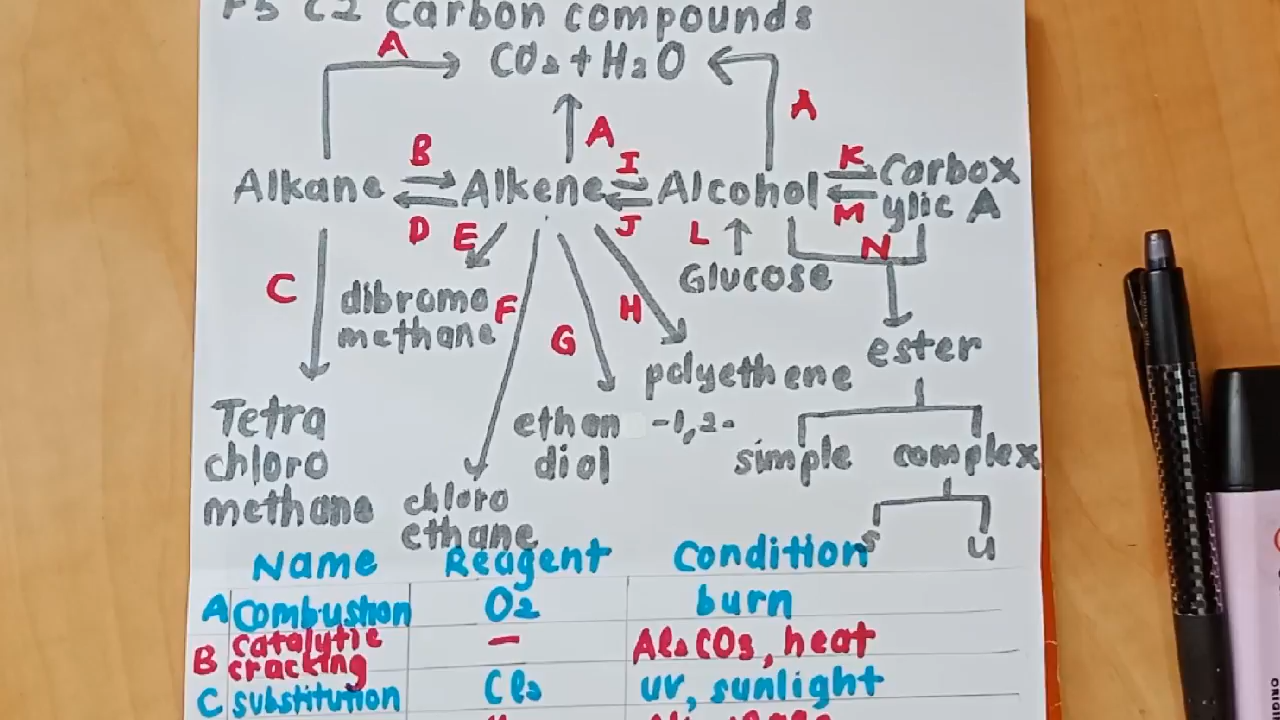 F5 C2 Carbon compounds
A
CO2 + H2O
A
A
B
I
K
Alkane
Alkene
Alcohol
Carbox
ylic A
D
E
J
L
M
N
Glucose
C
dibromo
methane
F
G
H
ester
polyethene
Tetra
chloro
methane
ethan -1,2-
diol
simple
complex
chloro
ethane
s
u
Name Reagent Condition
A Combustion O2 burn
B catalytic
cracking - Al2CO3, heat
C substitution Cl2 uv, sunlight